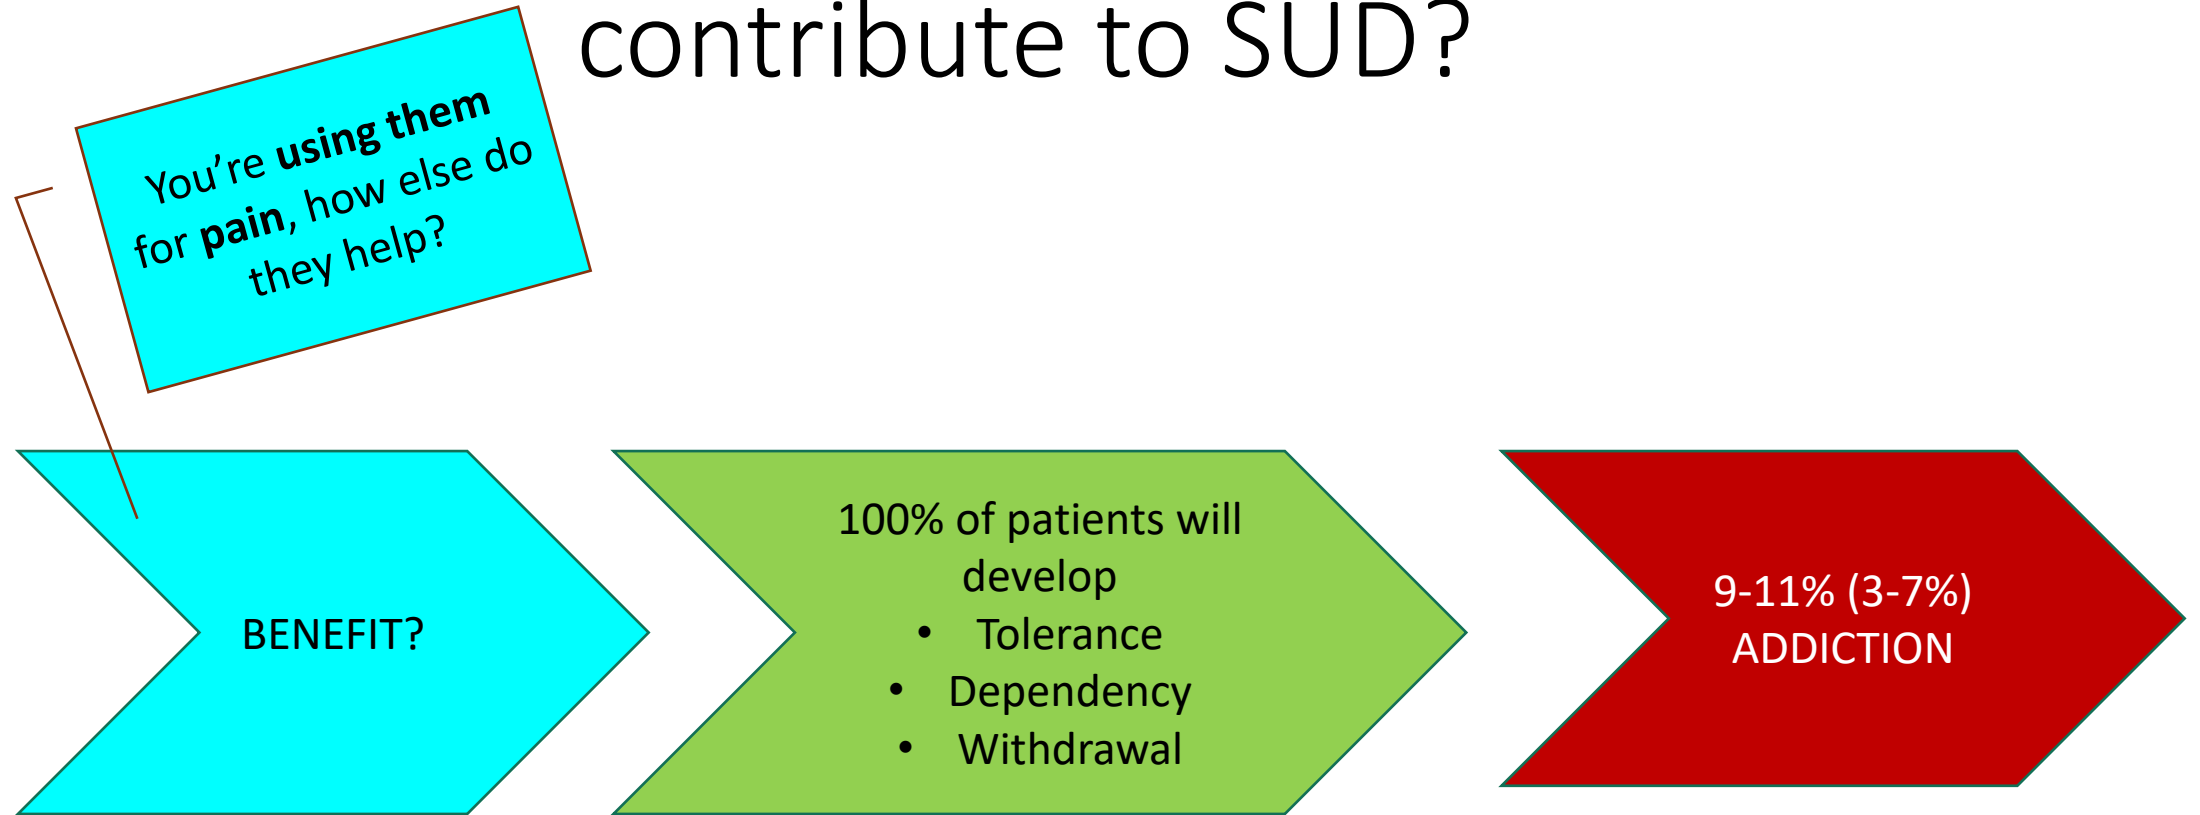 contribute to SUD?
You’re using them
for pain, how else do
they help?
BENEFIT?
100% of patients will
develop
• Tolerance
• Dependency
• Withdrawal
9-11% (3-7%)
ADDICTION